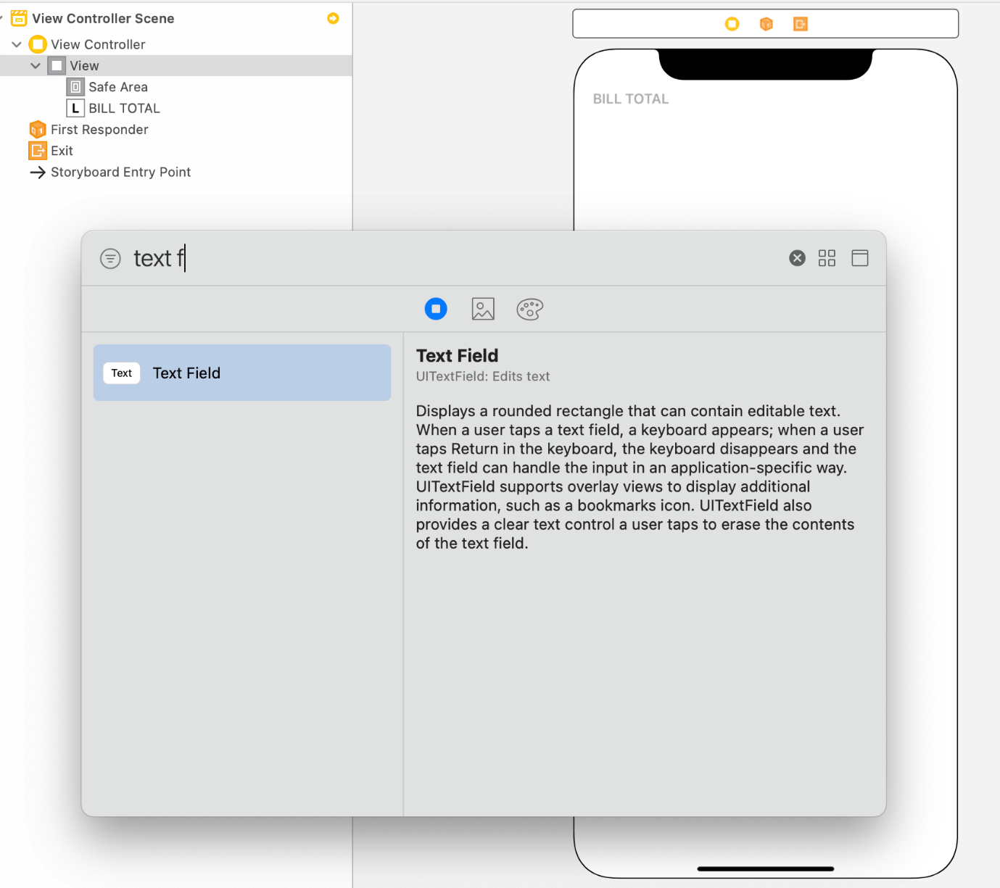 View Controller Scene
View Controller
View
Safe Area
L BILL TOTAL
First Responder
Exit
Storyboard Entry Point
BILL TOTAL
text f
Text Text Field
Text Field
UITextField: Edits text
Displays a rounded rectangle that can contain editable text.
When a user taps a text field, a keyboard appears; when a user
taps Return in the keyboard, the keyboard disappears and the
text field can handle the input in an application-specific way.
UITextField supports overlay views to display additional
information, such as a bookmarks icon. UITextField also
provides a clear text control a user taps to erase the contents
of the text field.